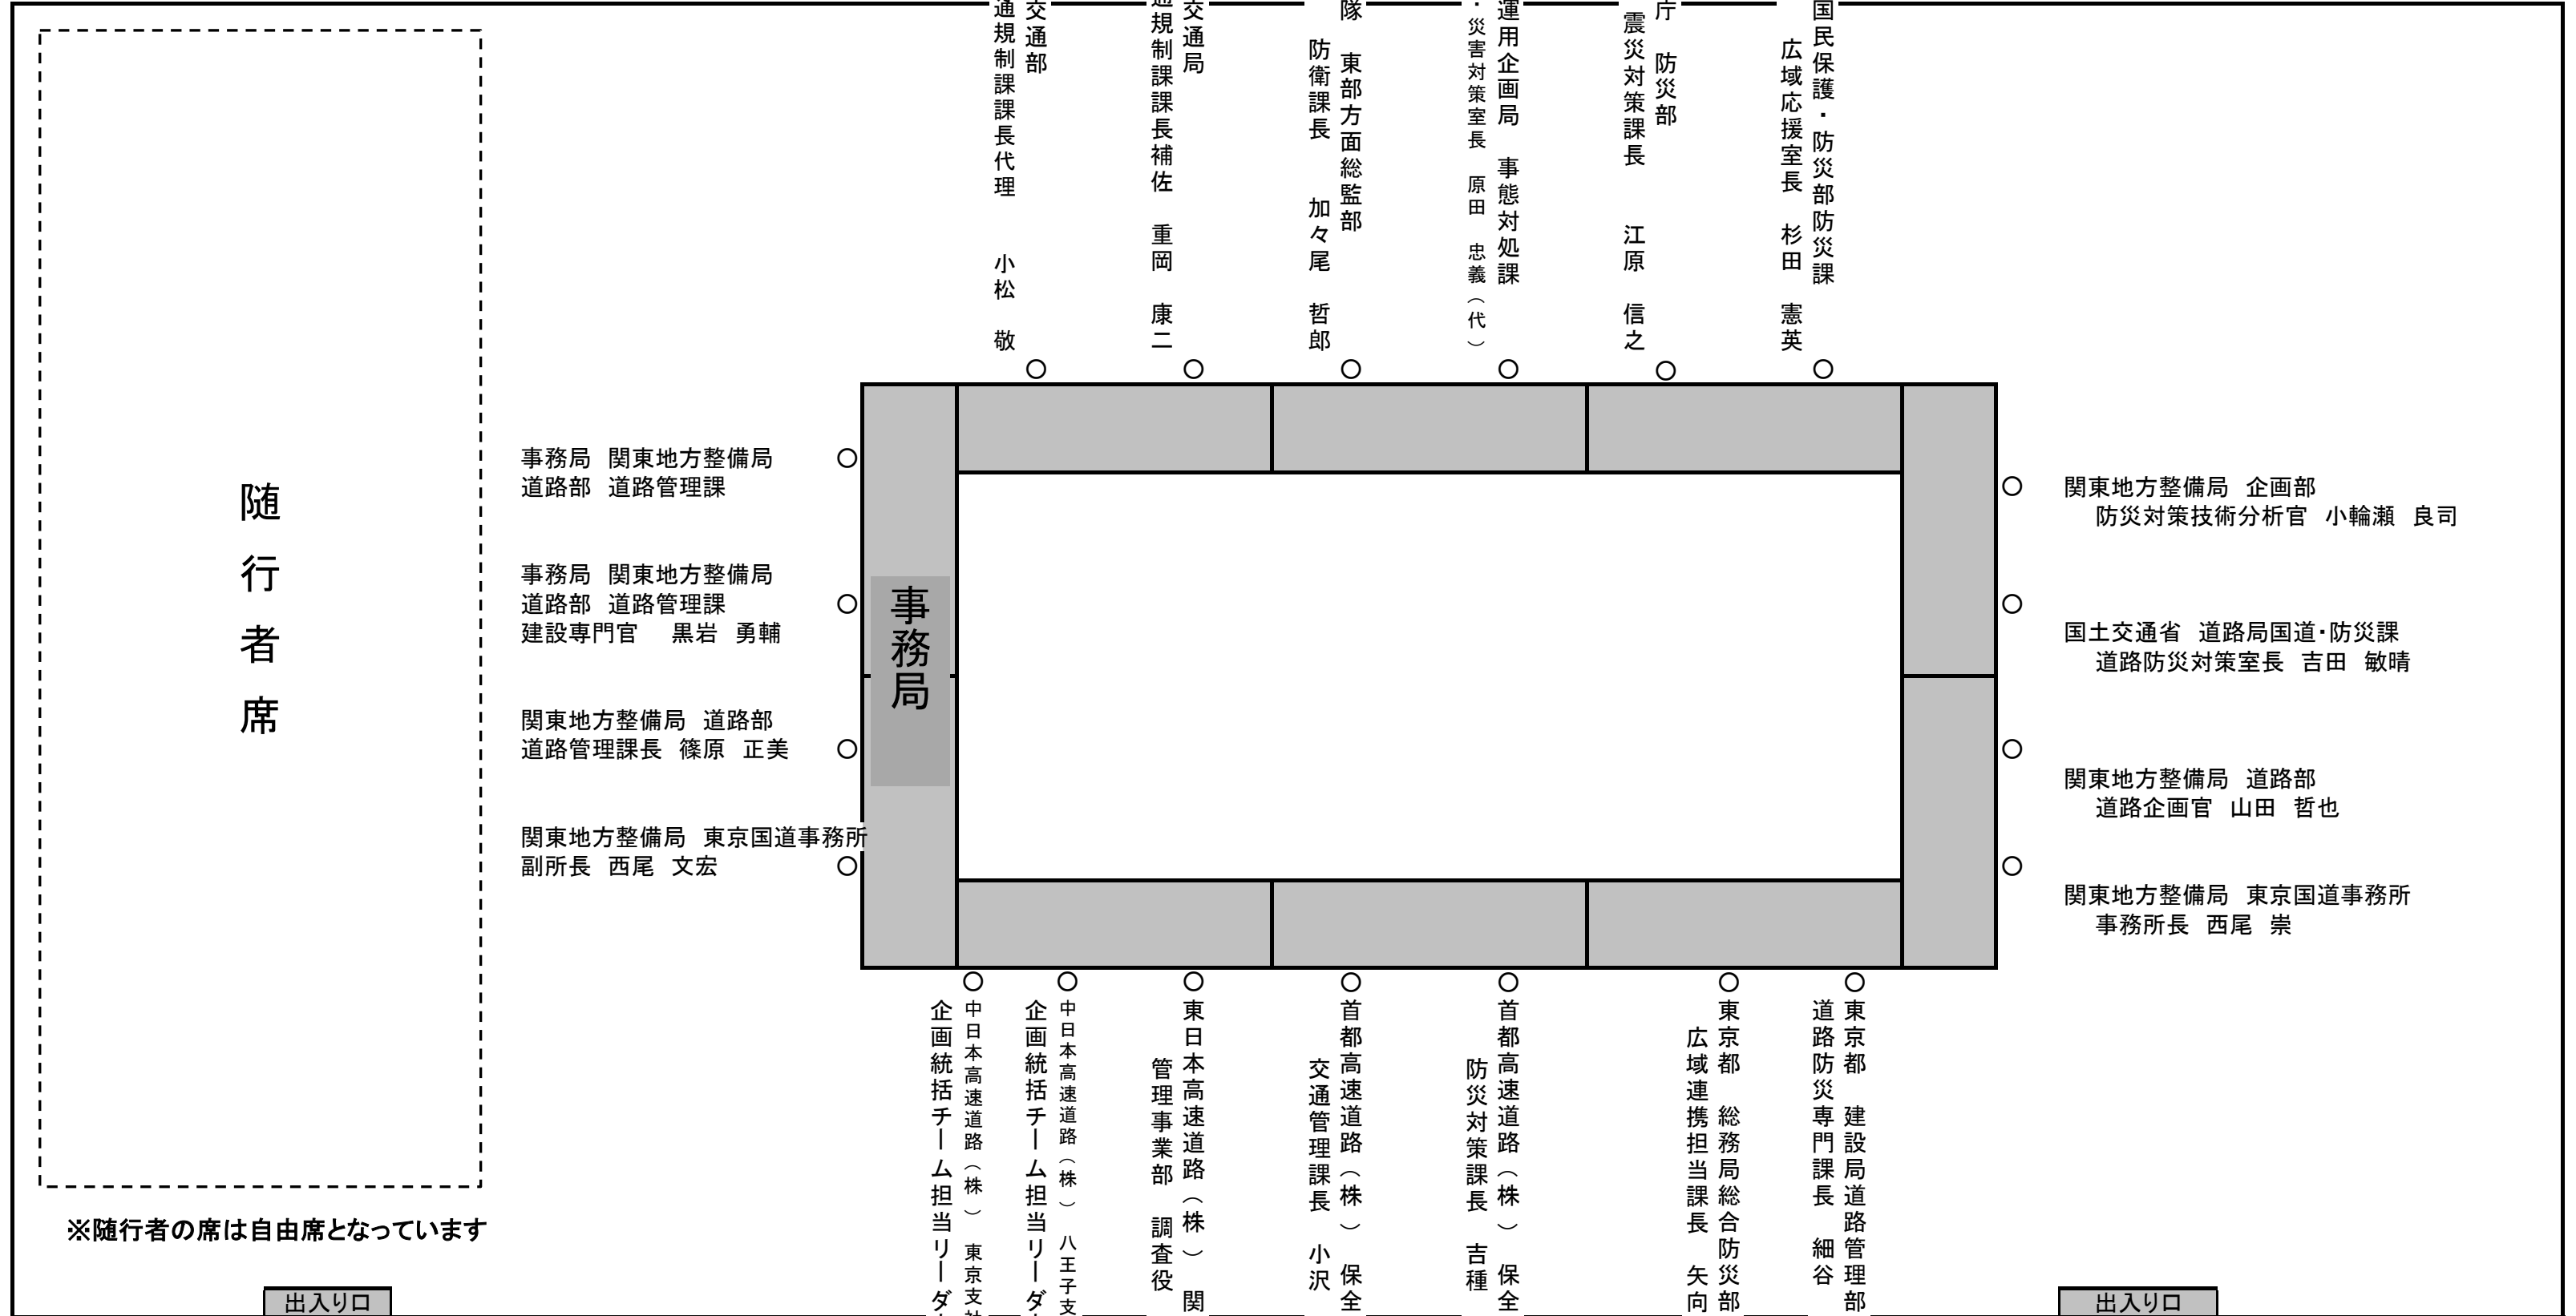 国民保護・防災部防災課
広域応援室長 杉田 憲英
庁 防災部
震災対策課長 江原 信之
運用企画局 事態対処課
・災害対策室長 原田 忠義（代）
隊 東部方面総監部
防衛課長 加々尾 哲郎
交通局
通規制課課長補佐 重岡 康二
交通部
通規制課課長代理 小松 敬
随行者席
※随行者の席は自由席となっています
出入り口
事務局 関東地方整備局
道路部 道路管理課
事務局 関東地方整備局
道路部 道路管理課
建設専門官 黒岩 勇輔
関東地方整備局 道路部
道路管理課長 篠原 正美
関東地方整備局 東京国道事務所
副所長 西尾 文宏
事務局
関東地方整備局 企画部
防災対策技術分析官 小輪瀬 良司
国土交通省 道路局国道・防災課
道路防災対策室長 吉田 敏晴
関東地方整備局 道路部
道路企画官 山田 哲也
関東地方整備局 東京国道事務所
事務所長 西尾 崇
東京都 建設局道路管理部
道路防災専門課長 細谷
東京都 総務局総合防災部
広域連携担当課長 矢向
首都高速道路（株）保全
防災対策課長 吉種
首都高速道路（株）保全
交通管理課長 小沢
東日本高速道路（株）関
管理事業部 調査役
中日本高速道路（株） 八王子支
企画統括チーム担当リーダ
中日本高速道路（株） 東京支社
企画統括チーム担当リーダ
出入り口